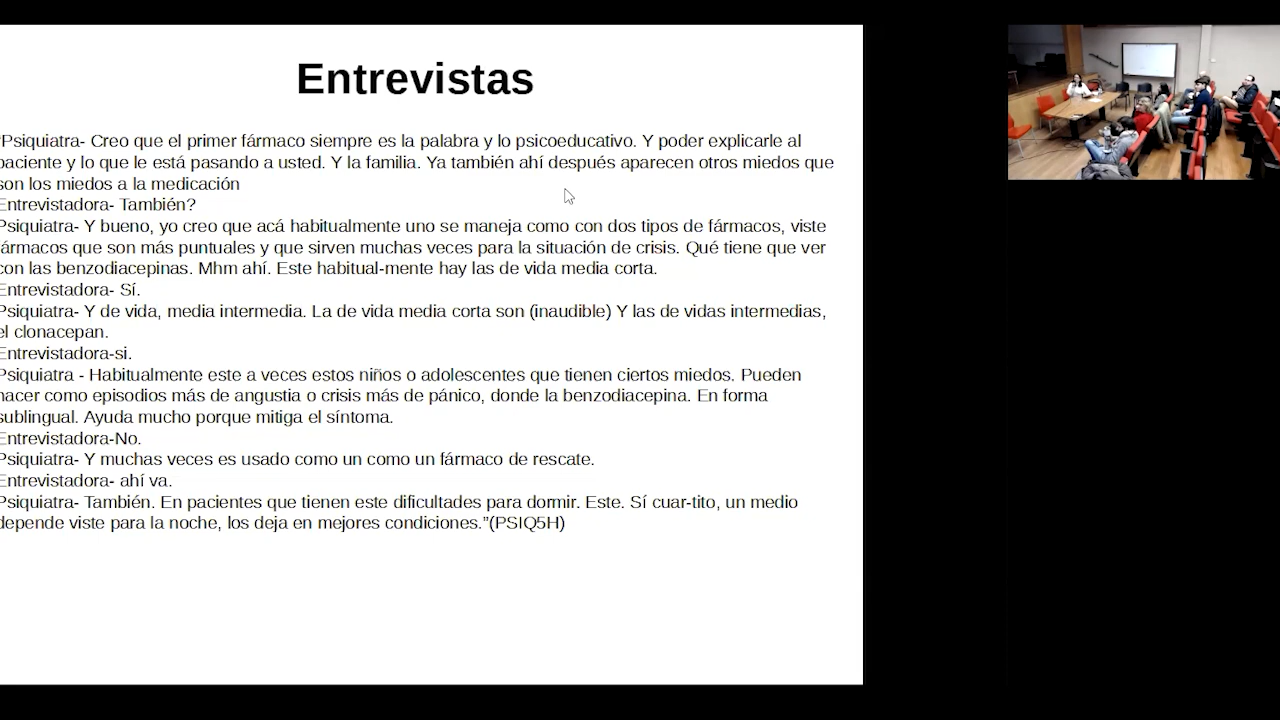 Entrevistas
“Psiquiatra- Creo que el primer fármaco siempre es la palabra y lo psicoeducativo. Y poder explicarle al
paciente y lo que le está pasando a usted. Y la familia. Ya también ahí después aparecen otros miedos que
son los miedos a la medicación
Entrevistadora- También?
Psiquiatra- Y bueno, yo creo que acá habitualmente uno se maneja como con dos tipos de fármacos, viste
fármacos que son más puntuales y que sirven muchas veces para la situación de crisis. Qué tiene que ver
con las benzodiacepinas. Mhm ahí. Este habitual-mente hay las de vida media corta.
Entrevistadora- Sí.
Psiquiatra- Y de vida, media intermedia. La de vida media corta son (inaudible) Y las de vidas intermedias,
el clonacepan.
Entrevistadora-si.
Psiquiatra - Habitualmente este a veces estos niños o adolescentes que tienen ciertos miedos. Pueden
hacer como episodios más de angustia o crisis más de pánico, donde la benzodiacepina. En forma
sublingual. Ayuda mucho porque mitiga el síntoma.
Entrevistadora-No.
Psiquiatra- Y muchas veces es usado como un como un fármaco de rescate.
Entrevistadora- ahí va.
Psiquiatra- También. En pacientes que tienen este dificultades para dormir. Este. Sí cuar-tito, un medio
depende viste para la noche, los deja en mejores condiciones.”(PSIQ5H)